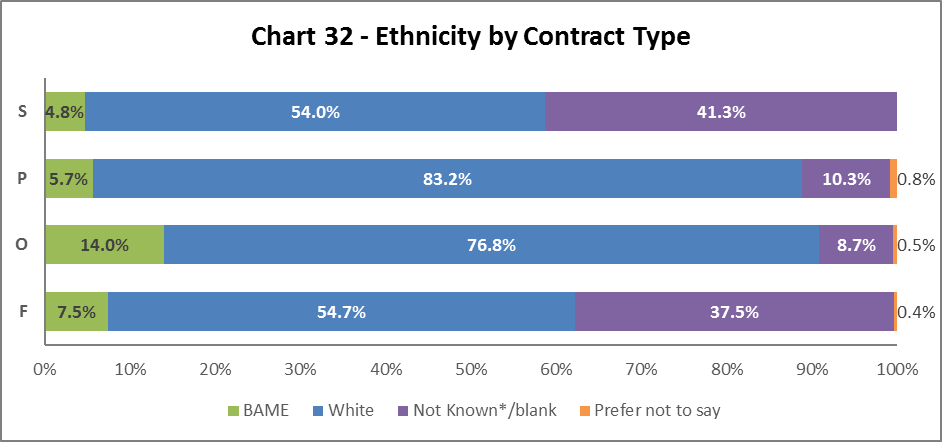 Chart 32 - Ethnicity by Contract Type
S 4.8% 54.0% 41.3%
P 5.7% 83.2% 10.3% 0.8%
O 14.0% 76.8% 8.7% 0.5%
F 7.5% 54.7% 37.5% 0.4%
0% 10% 20% 30% 40% 50% 60% 70% 80% 90% 100%
BAME White Not Known*/blank Prefer not to say